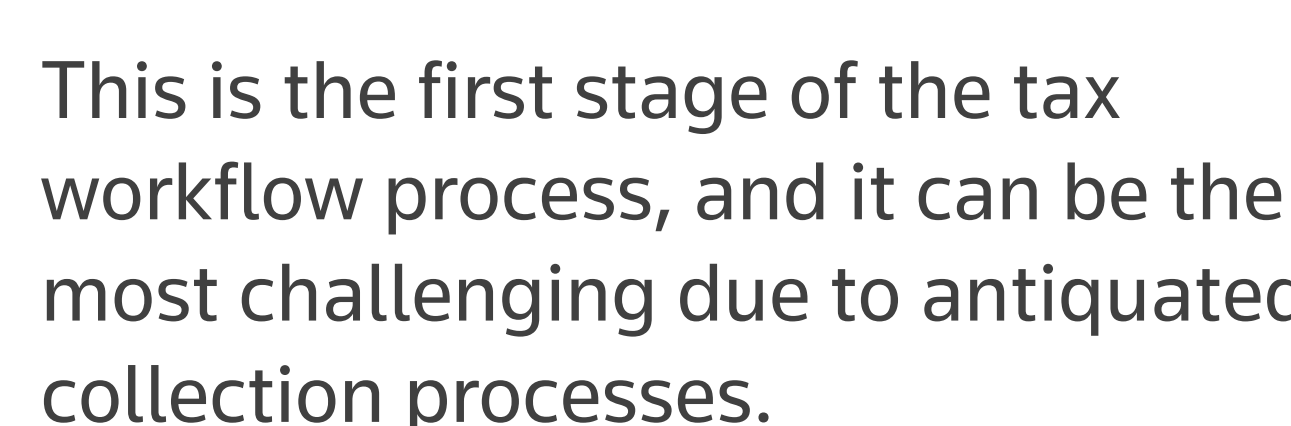 This is the first stage of the tax
workflow process, and it can be the
most challenging due to antiquated
collection processes.